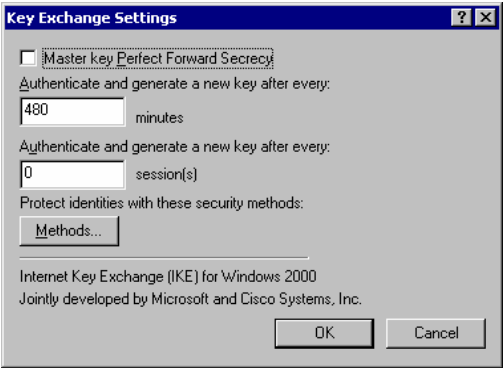 Key Exchange Settings
Master key Perfect Forward Secrecy
Authenticate and generate a new key after every:
480 minutes
Authenticate and generate a new key after every:
0 session(s)
Protect identities with these security methods:
Methods...
Internet Key Exchange (IKE) for Windows 2000
Jointly developed by Microsoft and Cisco Systems, Inc.
OK Cancel